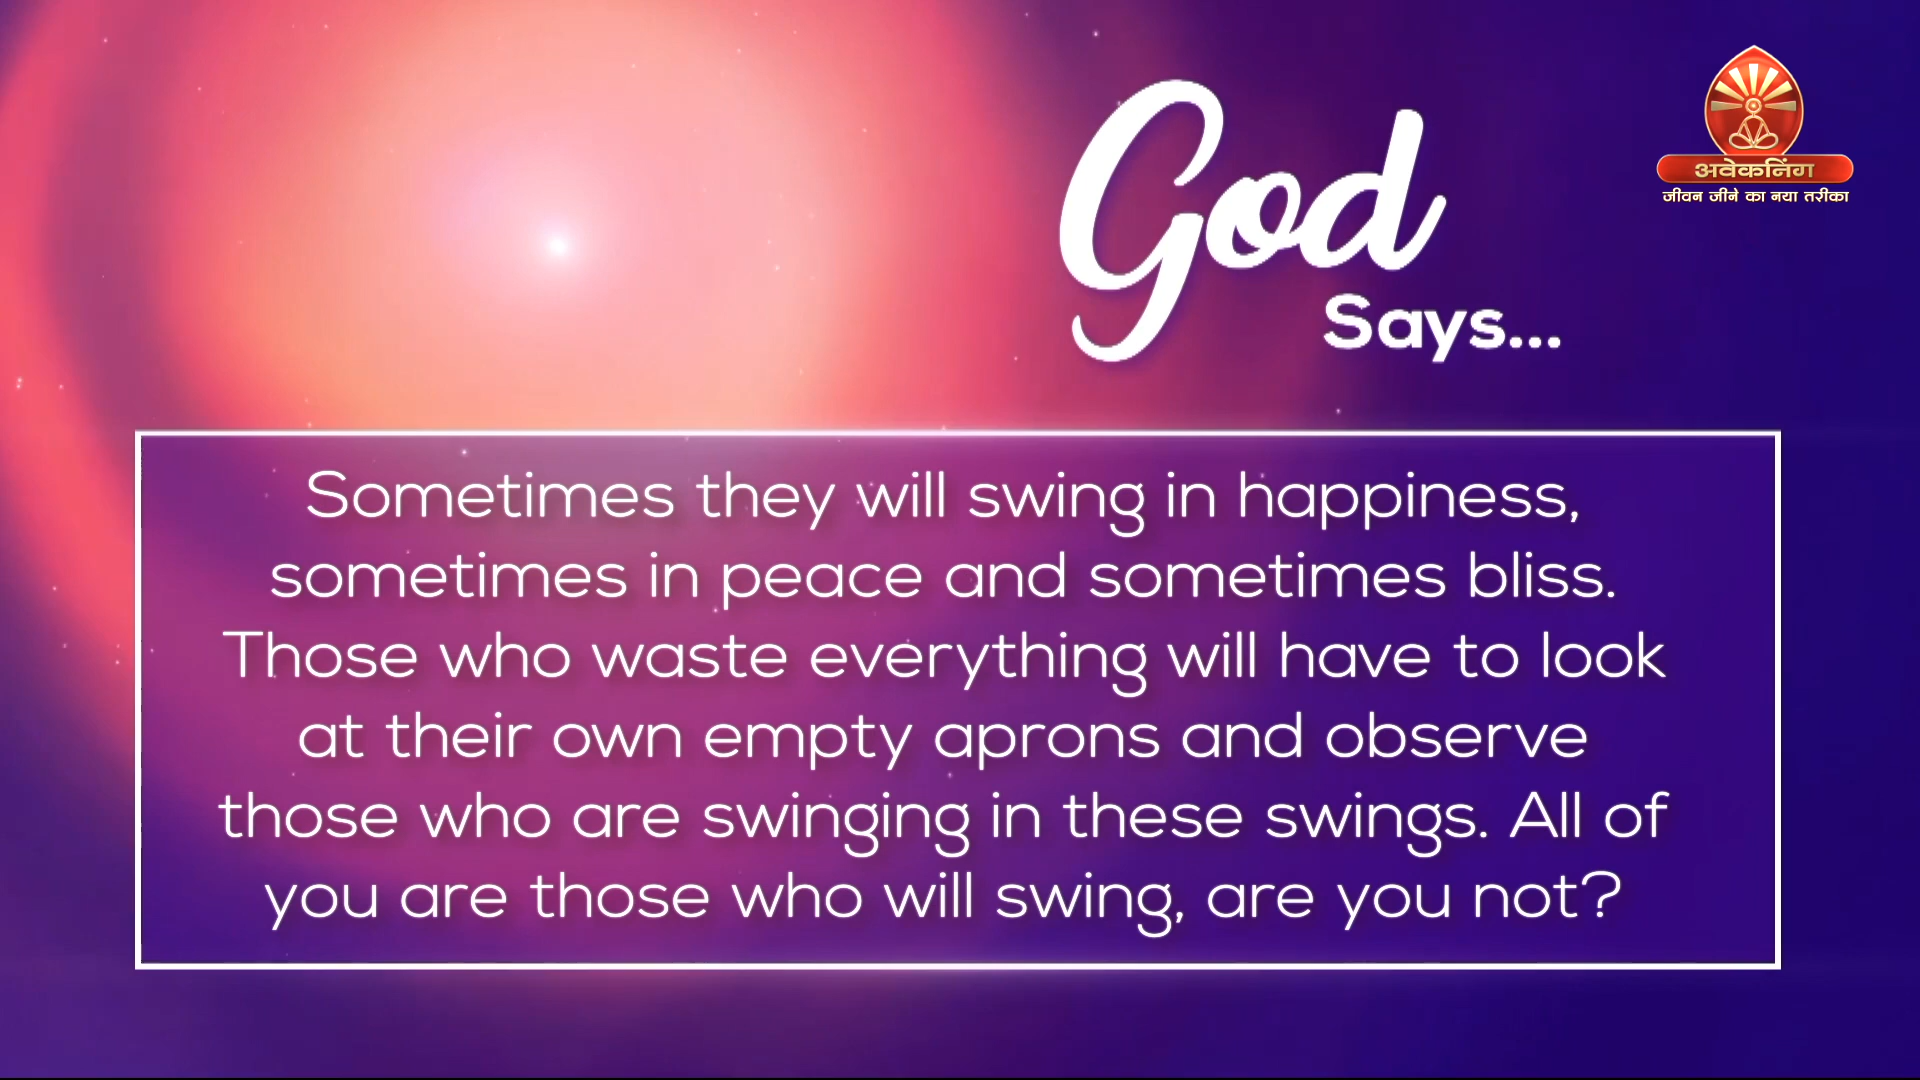 God
Says...
अवेकनिंग
जीवन जीने का नया तरीका
Sometimes they will swing in happiness,
sometimes in peace and sometimes bliss.
Those who waste everything will have to look
at their own empty aprons and observe
those who are swinging in these swings. All of
you are those who will swing, are you not?